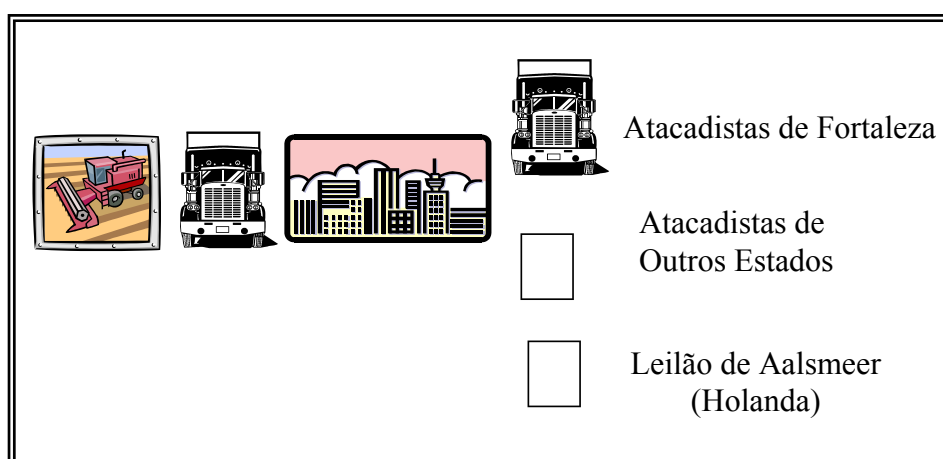 Atacadistas de Fortaleza
Atacadistas de
Outros Estados
Leilão de Aalsmeer
(Holanda)